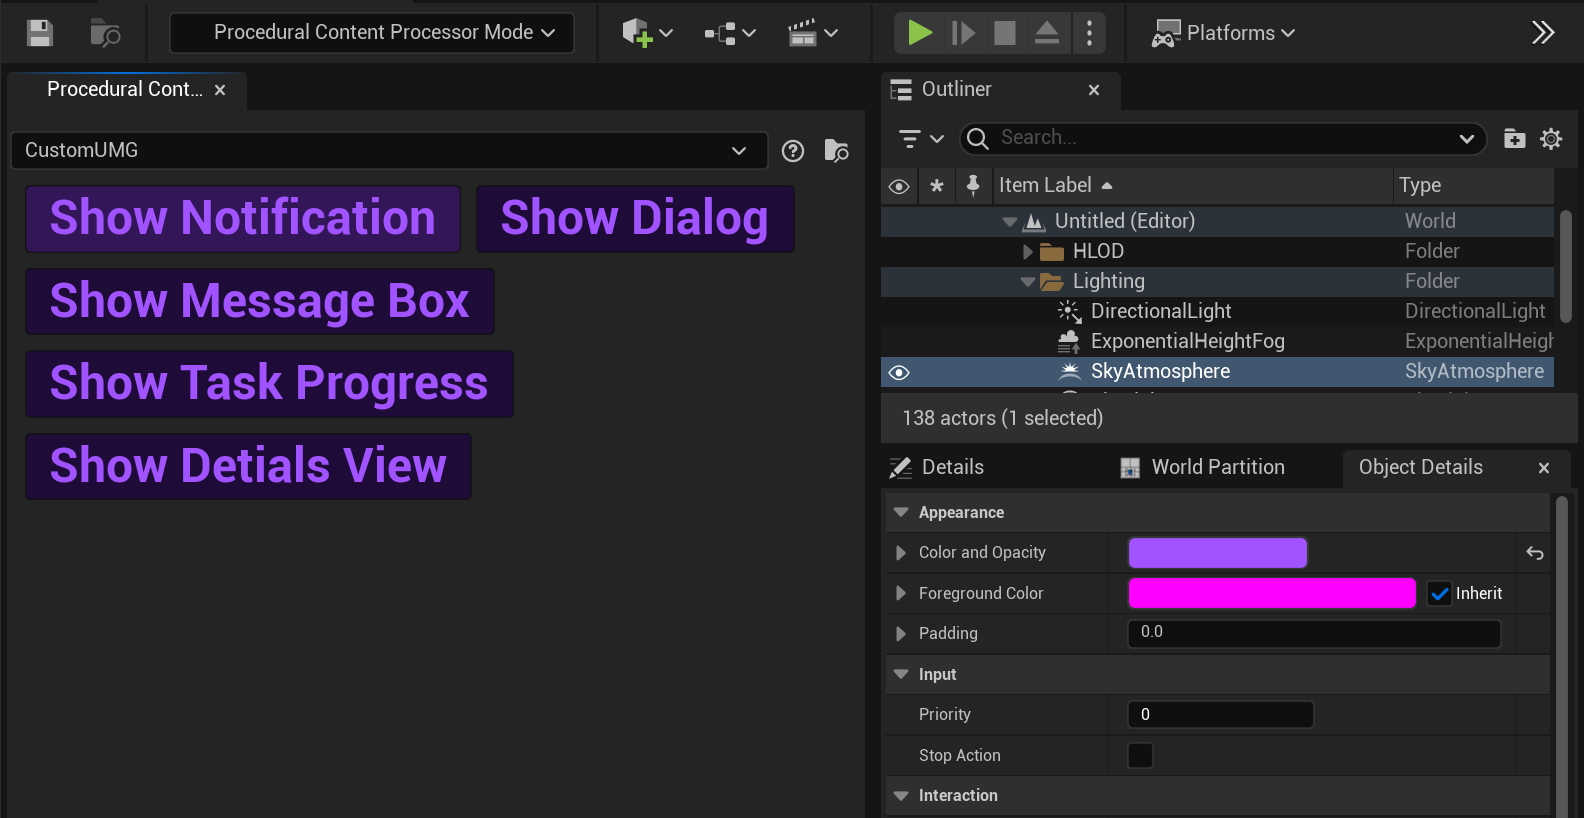 Procedural Content Processor Mode
Platforms
Procedural Cont...
CustomUMG
Show Notification
Show Dialog
Show Message Box
Show Task Progress
Show Detials View
Outliner
Search...
Item Label
Type
Untitled (Editor)
World
HLOD
Folder
Lighting
Folder
DirectionalLight
DirectionalLight
ExponentialHeightFog
ExponentialHeigh
SkyAtmosphere
SkyAtmosphere
138 actors (1 selected)
Details
World Partition
Object Details
Appearance
Color and Opacity
Foreground Color
Inherit
Padding
0.0
Input
Priority
0
Stop Action
Interaction